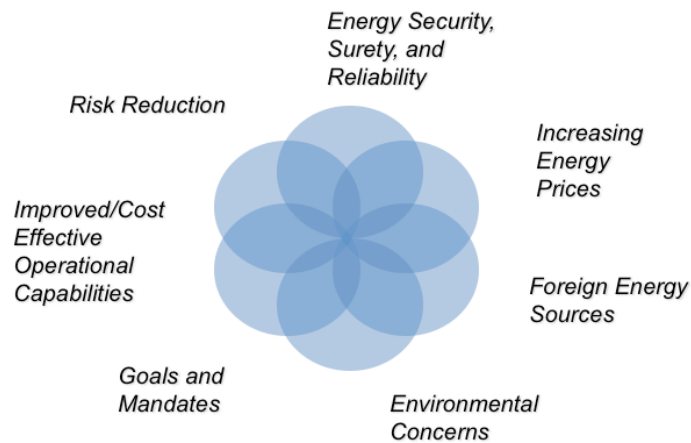 Energy Security,
Surety, and
Reliability
Risk Reduction
Increasing
Energy
Prices
Improved/Cost
Effective
Operational
Capabilities
Foreign Energy
Sources
Goals and
Mandates
Environmental
Concerns